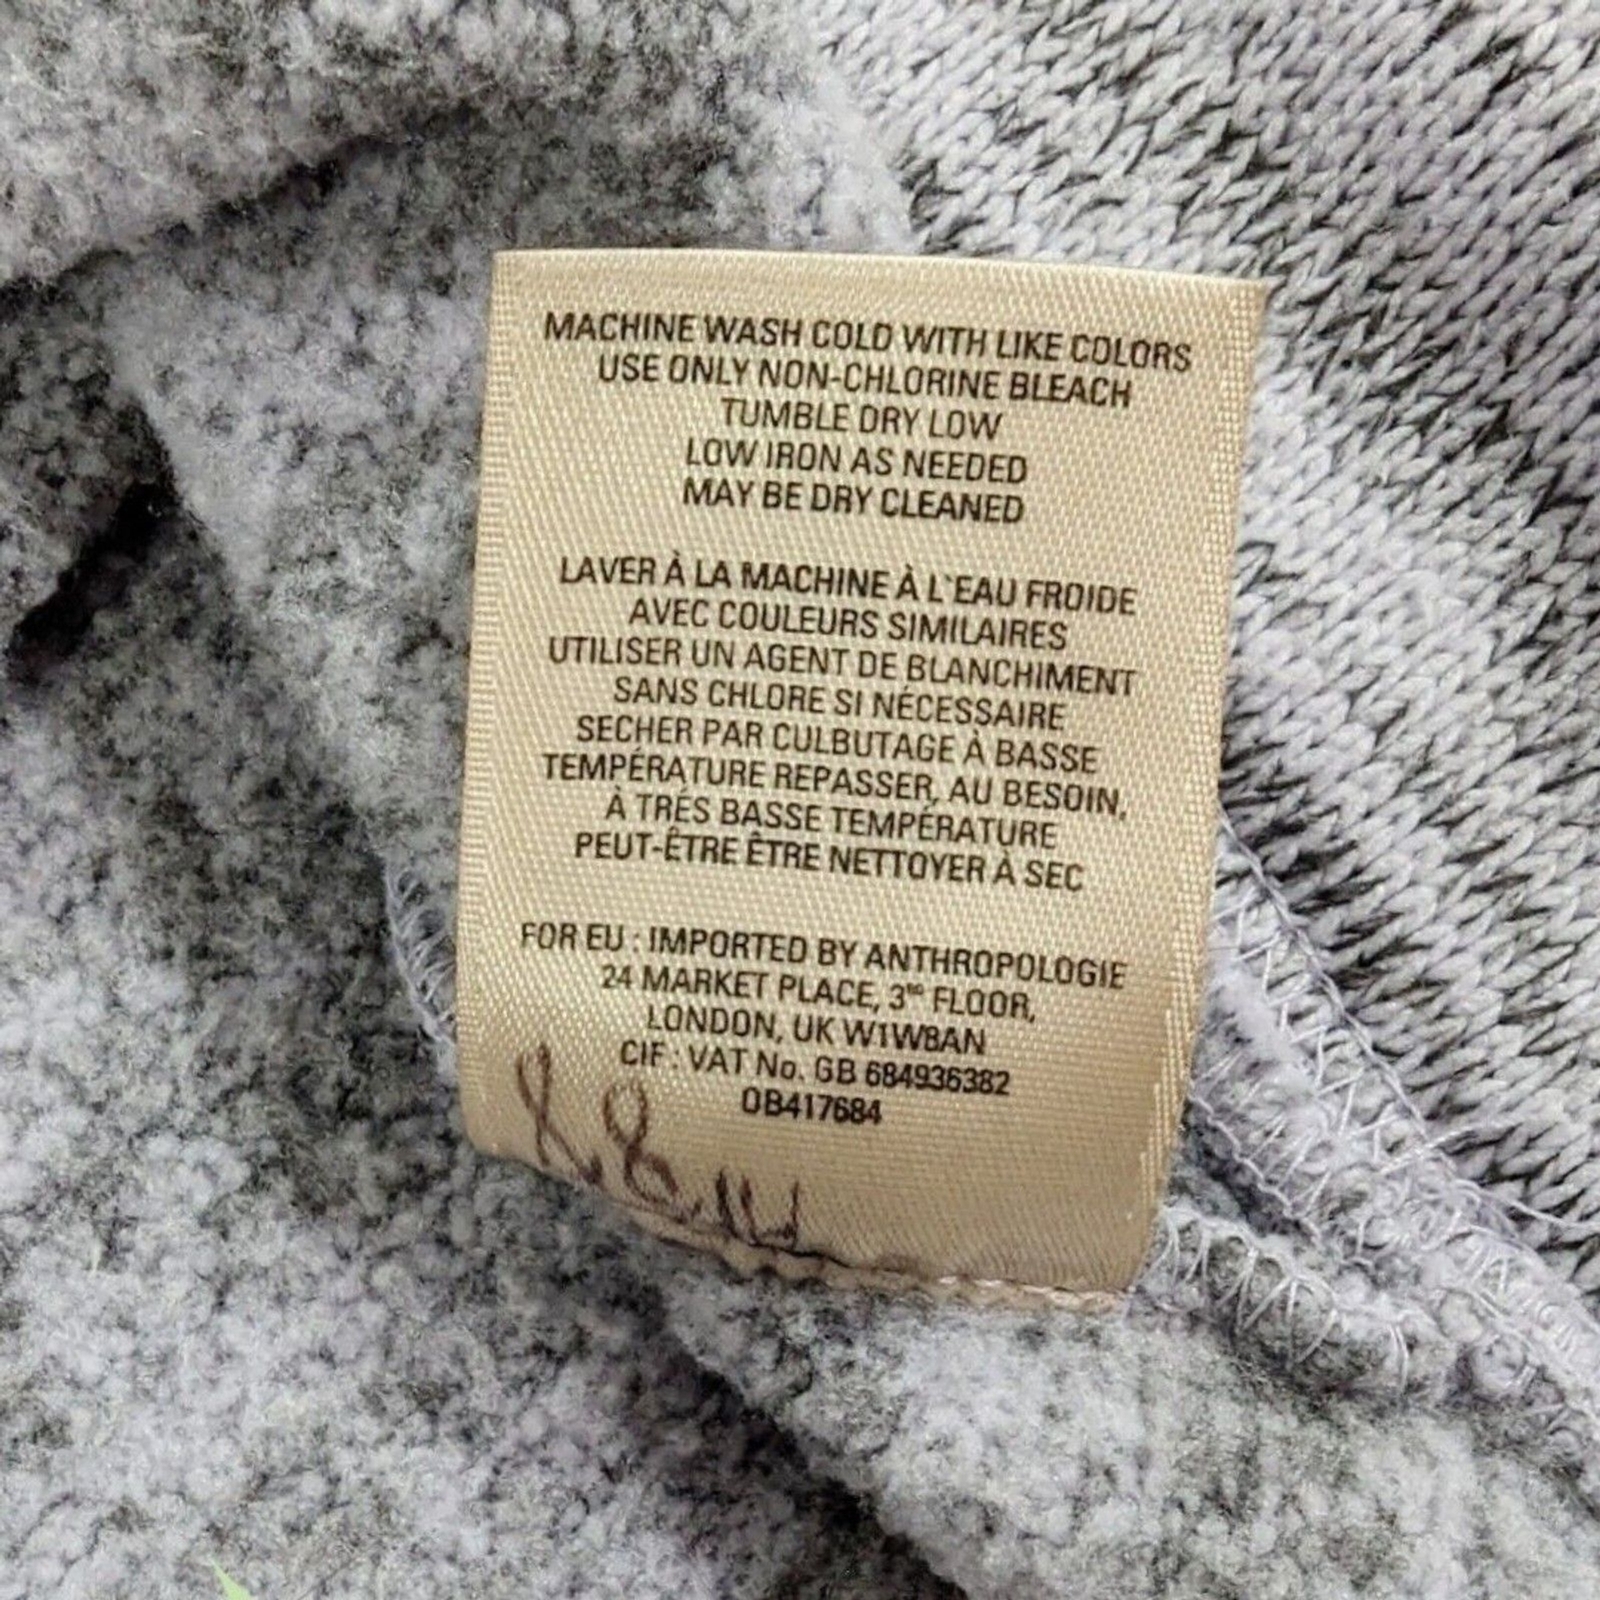 MACHINE WASH COLD WITH LIKE COLORS
USE ONLY NON-CHLORINE BLEACH
TUMBLE DRY LOW
LOW IRON AS NEEDED
MAY BE DRY CLEANED
LAVER À LA MACHINE À L`EAU FROIDE
AVEC COULEURS SIMILAIRES
UTILISER UN AGENT DE BLANCHIMENT
SANS CHLORE SI NÉCESSAIRE
SECHER PAR CULBUTAGE À BASSE
TEMPÉRATURE REPASSER, AU BESOIN,
À TRÉS BASSE TEMPÉRATURE
PEUT-ÊTRE ÊTRE NETTOYER À SEC
FOR EU : IMPORTED BY ANTHROPOLOGIE
24 MARKET PLACE, 3RD FLOOR,
LONDON, UK W1W8AN
CIF : VAT No. GB 684936382
OB417684